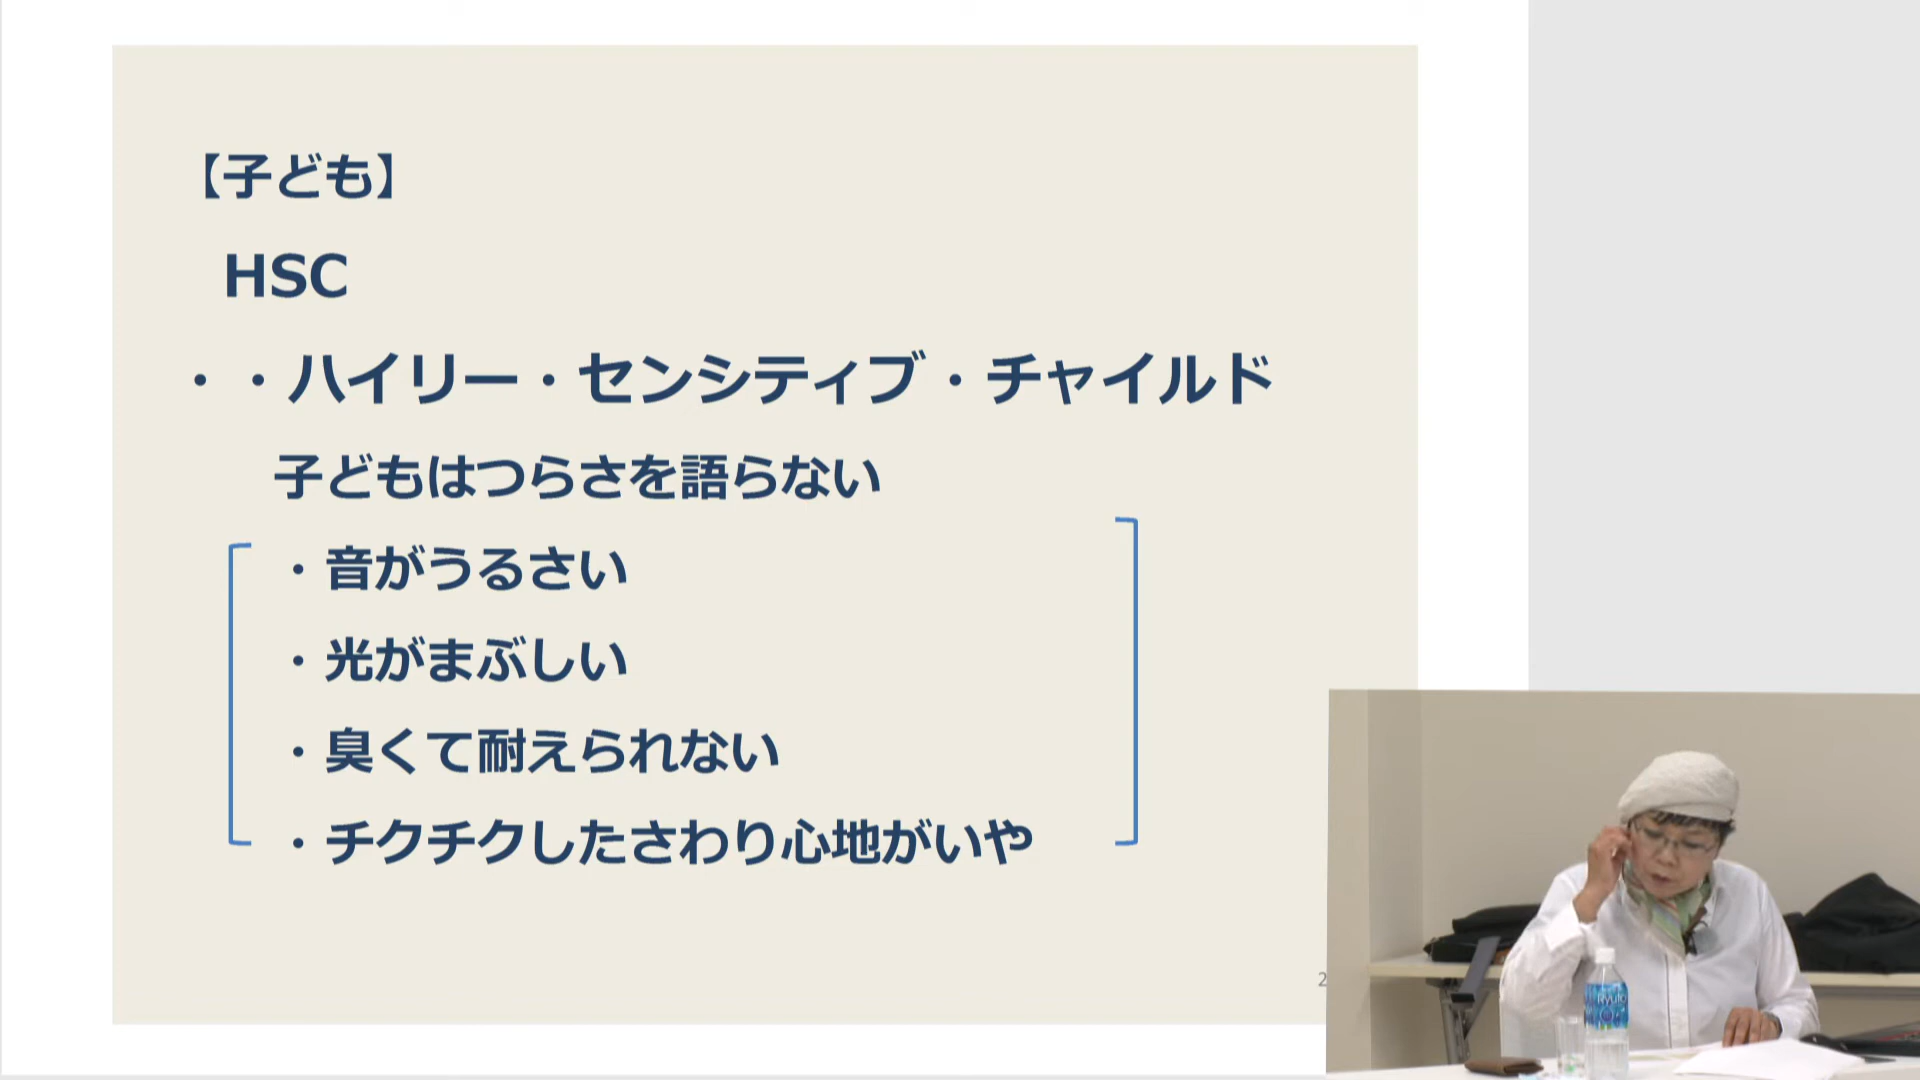 【子ども】
HSC
・・ハイリー・センシティブ・チャイルド
子どもはつらさを語らない
・音がうるさい
・光がまぶしい
・臭くて耐えられない
・チクチクしたさわり心地がいや
2